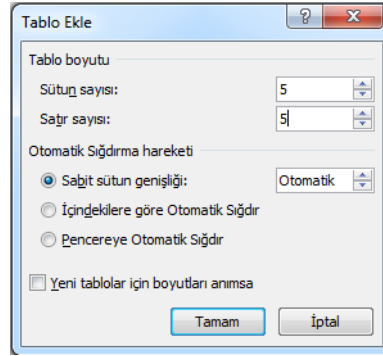 Tablo Ekle
Tablo boyutu
Sütun sayısı: 5
Satır sayısı: 5
Otomatik Sığdırma hareketi
Sabit sütun genişliği: Otomatik
İçindekilere göre Otomatik Sığdır
Pencereye Otomatik Sığdır
Yeni tablolar için boyutları anımsa
Tamam İptal